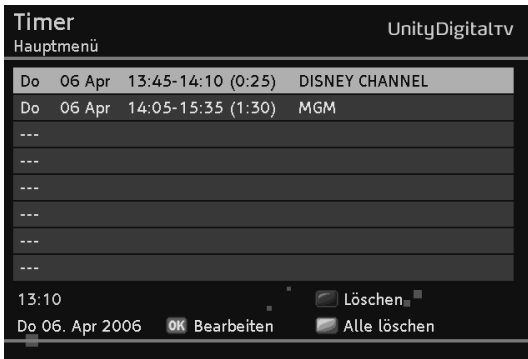 Timer
UnityDigitalTV
Hauptmenü
Do 06 Apr 13:45-14:10 (0:25) DISNEY CHANNEL
Do 06 Apr 14:05-15:35 (1:30) MGM
---
---
---
---
---
---
13:10 Löschen
Do 06. Apr 2006 OK Bearbeiten Alle löschen